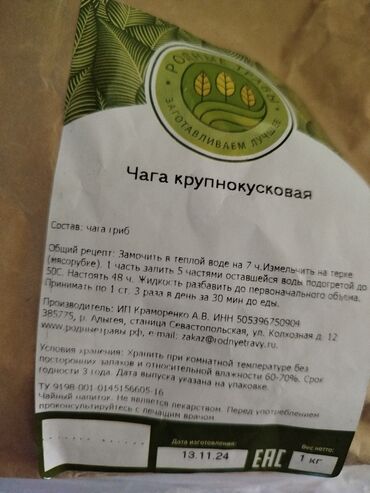 РОДНЫЕ ТРАВЫ
ЗАГОТАВЛИВАЕМ ЛУЧШЕЕ
Чага крупнокусковая
Состав: чага гриб
Общий рецепт: Замочить в теплой воде на 7 ч.Измельчить на терке
(мясорубке). 1 часть залить 5 частями оставшейся воды, подогретой до
50С. Настоять 48 ч. Жидкость разбавить до первоначального объема.
Принимать по 1 ст. 3 раза в день за 30 мин до еды.
Производитель: ИП Краморенко А.В. ИНН 505396750904
385775, р. Адыгея, станица Севастопольская, ул. Колхозная д. 12
www.родныетравы.рф, e-mail: zakaz@rodnyetravy.ru.
Условия хранения: Хранить при комнатной температуре без
посторонних запахов и относительной влажности 60-70%. Срок
годности 3 года. Дата выпуска указана на упаковке.
ТУ 9198-001-0145156605-16
Чайный напиток. Не является лекарством. Перед употреблением
проконсультируйтесь с лечащим врачом.
Дата изготовления:
13.11.24
EAC
Вес нетто:
1 кг